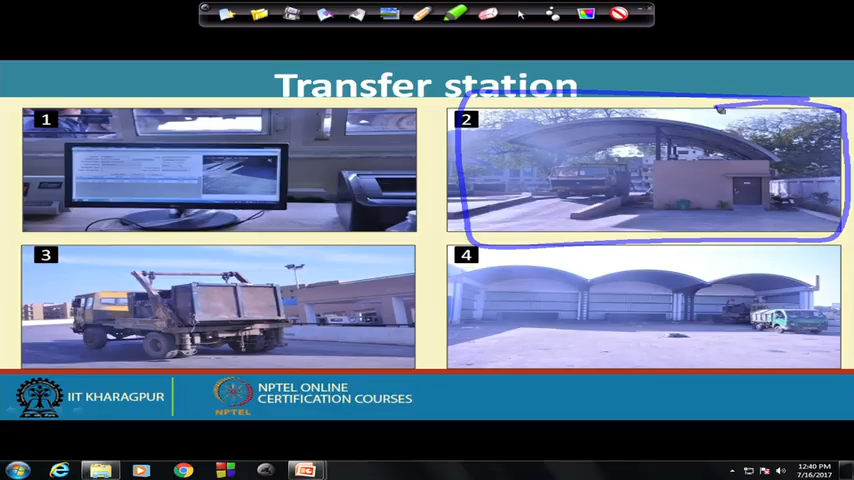 Transfer station
1
2
3
4
IIT KHARAGPUR
NPTEL
NPTEL ONLINE
CERTIFICATION COURSES
12:40 PM
7/16/2017